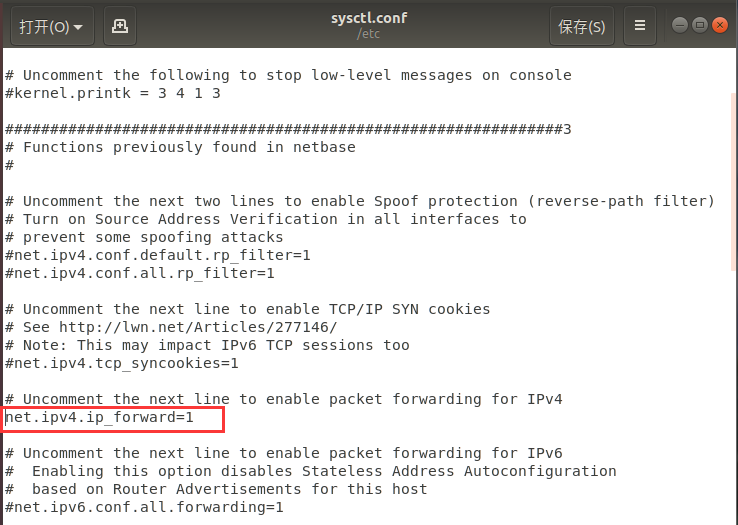 打开(O)
sysctl.conf
/etc
保存(S)
# Uncomment the following to stop low-level messages on console
#kernel.printk = 3 4 1 3
##############################################################3
# Functions previously found in netbase
#
# Uncomment the next two lines to enable Spoof protection (reverse-path filter)
# Turn on Source Address Verification in all interfaces to
# prevent some spoofing attacks
#net.ipv4.conf.default.rp_filter=1
#net.ipv4.conf.all.rp_filter=1
# Uncomment the next line to enable TCP/IP SYN cookies
# See http://lwn.net/Articles/277146/
# Note: This may impact IPv6 TCP sessions too
#net.ipv4.tcp_syncookies=1
# Uncomment the next line to enable packet forwarding for IPv4
net.ipv4.ip_forward=1
# Uncomment the next line to enable packet forwarding for IPv6
#  Enabling this option disables Stateless Address Autoconfiguration
#  based on Router Advertisements for this host
#net.ipv6.conf.all.forwarding=1